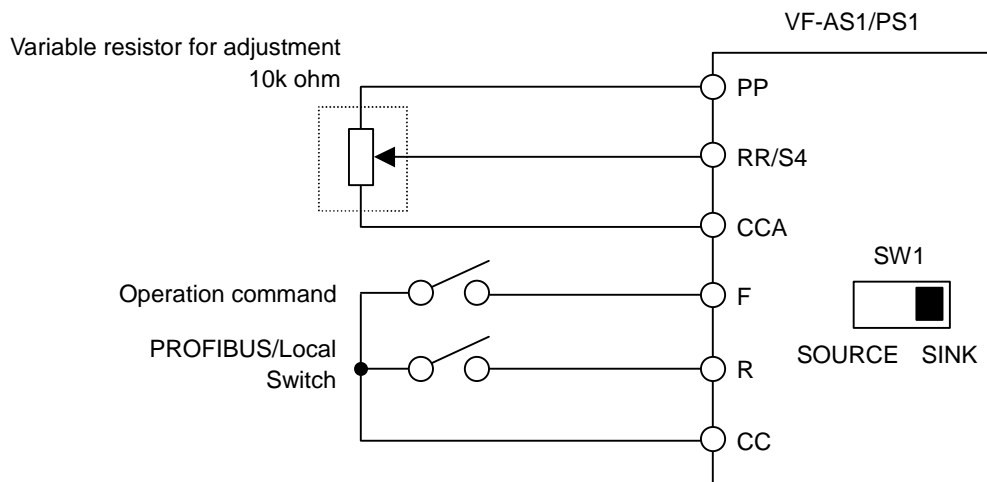 VF-AS1/PS1
Variable resistor for adjustment
10k ohm
PP
RR/S4
CCA
SW1
Operation command
F
PROFIBUS/Local
Switch
SOURCE SINK
R
CC